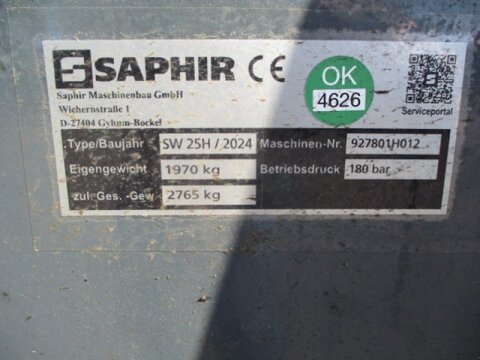 SAPHIR CE
OK
4626
Saphir Maschinenbau GmbH
Wichernstraße 1
D-27404 Gyhum-Bockel
Serviceportal
Type/Baujahr SW 25H / 2024 Maschinen-Nr. 927801H012
Eigengewicht 1970 kg Betriebsdruck 180 bar
zul. Ges. -Gew. 2765 kg